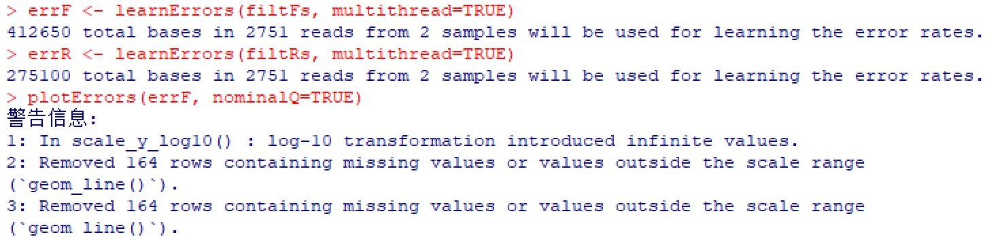 > errF <- learnErrors(filtFs, multithread=TRUE)
412650 total bases in 2751 reads from 2 samples will be used for learning the error rates.
> errR <- learnErrors(filtRs, multithread=TRUE)
275100 total bases in 2751 reads from 2 samples will be used for learning the error rates.
> plotErrors(errF, nominalQ=TRUE)
警告信息:
1: In scale_y_log10() : log-10 transformation introduced infinite values.
2: Removed 164 rows containing missing values or values outside the scale range
(`geom_line()`).
3: Removed 164 rows containing missing values or values outside the scale range
(`geom_line()`).